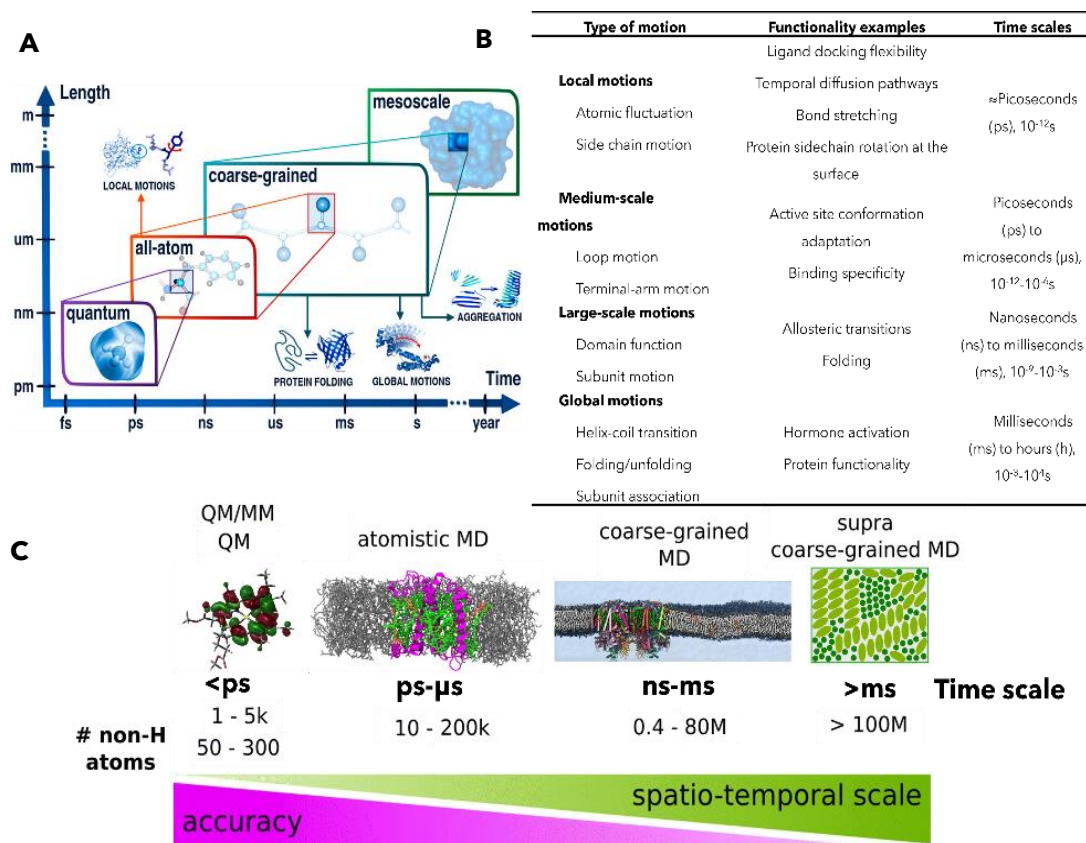 A
Length
m
mm
um
nm
pm
mesoscale
coarse-grained
all-atom
quantum
LOCAL MOTIONS
AGGREGATION
PROTEIN FOLDING
GLOBAL MOTIONS
Time
fs
ps
ns
us
ms
s
year
B
Type of motion Functionality examples Time scales
Ligand docking flexibility
Local motions Temporal diffusion pathways
≈Picoseconds
Atomic fluctuation Bond stretching
(ps), 10⁻¹²s
Side chain motion Protein sidechain rotation at the
surface
Medium-scale
motions
Loop motion
Terminal-arm motion
Active site conformation
adaptation
Binding specificity
Picoseconds
(ps) to
microseconds (µs),
10⁻¹²-10⁻⁶s
Large-scale motions
Domain function
Subunit motion
Allosteric transitions
Folding
Nanoseconds
(ns) to milliseconds
(ms), 10⁻⁹-10⁻³s
Global motions
Helix-coil transition
Folding/unfolding
Subunit association
Hormone activation
Protein functionality
Milliseconds
(ms) to hours (h),
10⁻³-10⁴s
C
QM/MM
QM
atomistic MD
coarse-grained
MD
supra
coarse-grained MD
<ps ps-µs ns-ms >ms Time scale
# non-H
atoms
1 - 5k
50 - 300
10 - 200k
0.4 - 80M
> 100M
spatio-temporal scale
accuracy